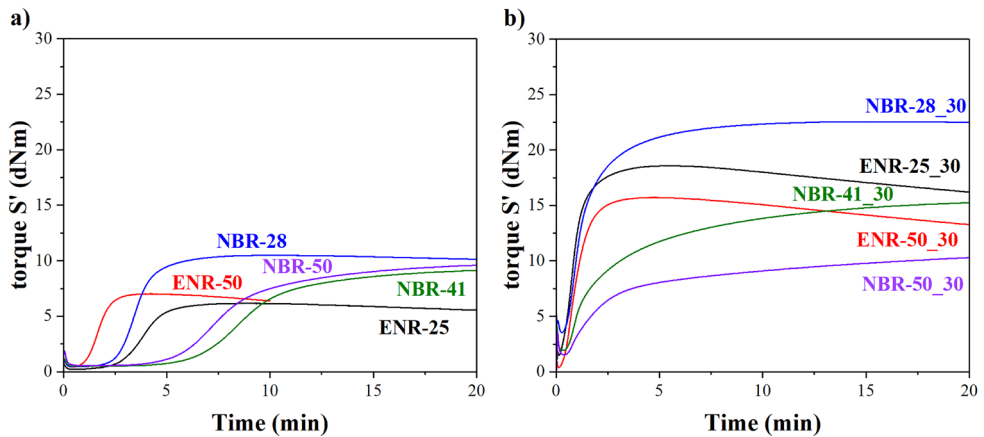 a)
torque S' (dNm)
30
25
20
15
10
5
0
NBR-28
NBR-50
ENR-50
NBR-41
ENR-25
0
5
10
15
20
Time (min)
b)
torque S' (dNm)
30
25
20
15
10
5
0
NBR-28_30
ENR-25_30
NBR-41_30
ENR-50_30
NBR-50_30
0
5
10
15
20
Time (min)